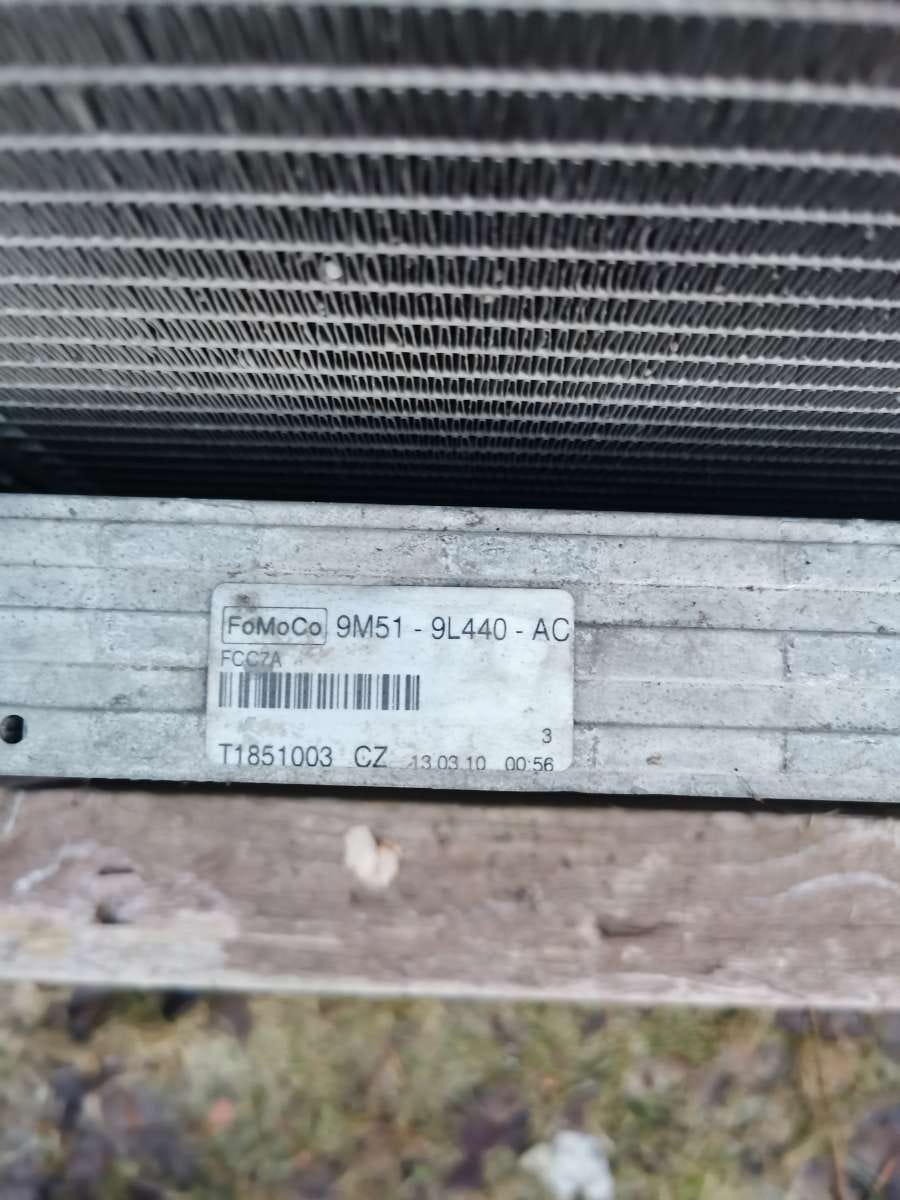 FoMoCo 9M51 - 9L440 - AC
FCC7A
3
T1851003 CZ 13.03.10 00:56